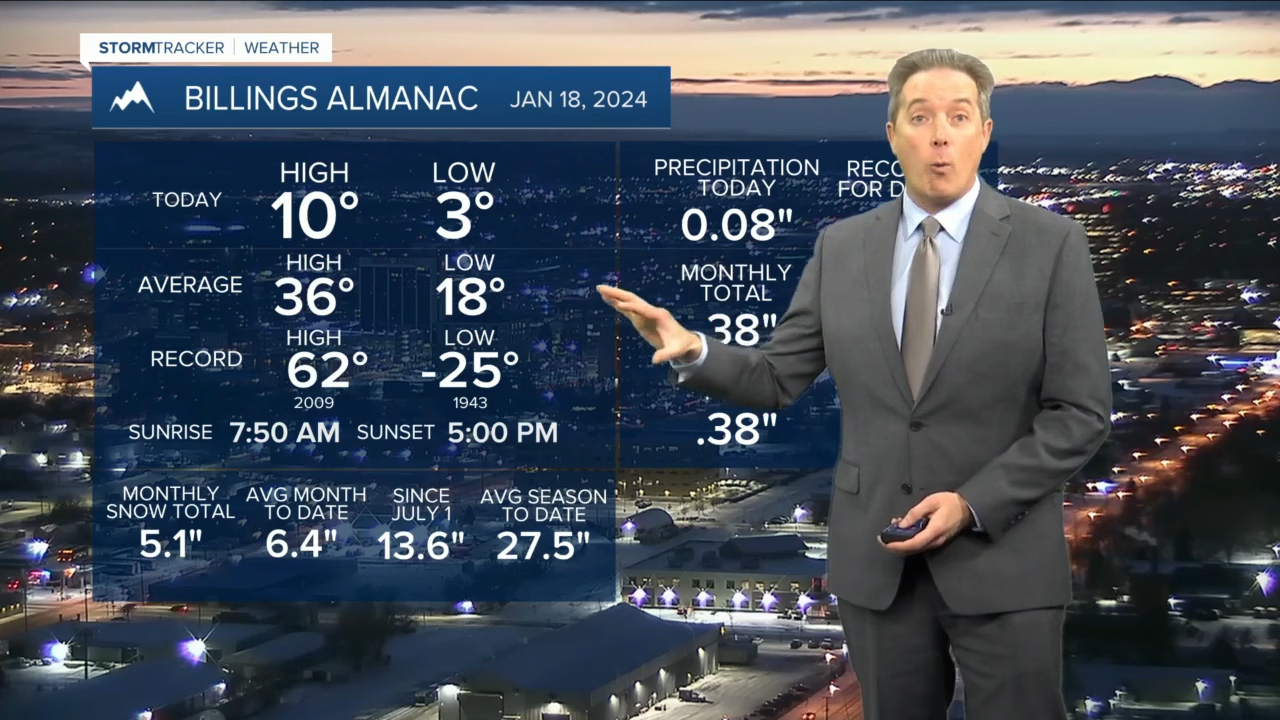 STORMTRACKER | WEATHER
BILLINGS ALMANAC JAN 18, 2024
HIGH LOW
TODAY 10° 3°
HIGH LOW
AVERAGE 36° 18°
HIGH LOW
RECORD 62° -25°
2009 1943
SUNRISE 7:50 AM SUNSET 5:00 PM
PRECIPITATION
TODAY
0.08"
RECO
FOR D
MONTHLY
TOTAL
.38"
.38"
MONTHLY
SNOW TOTAL
5.1"
AVG MONTH
TO DATE
6.4"
SINCE
JULY 1
13.6"
AVG SEASON
TO DATE
27.5"